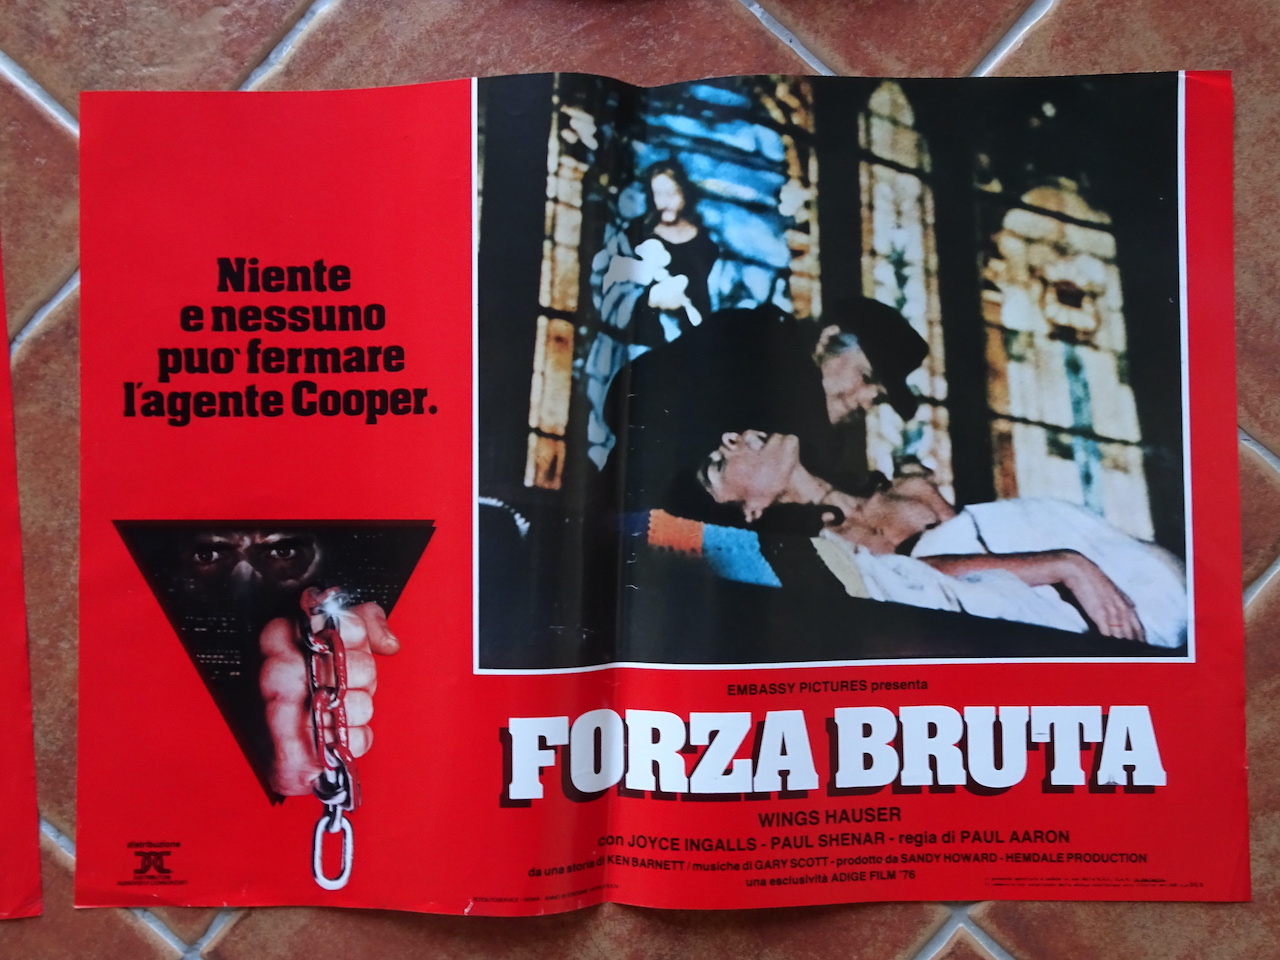 Niente
e nessuno
puo' fermare
l'agente Cooper.
distribuzione
EMBASSY PICTURES presenta
FORZA BRUTA
WINGS HAUSER
con JOYCE INGALLS - PAUL SHENAR - regia di PAUL AARON
da una storia di KEN BARNETT / musiche di GARY SCOTT - prodotto da SANDY HOWARD - HEMDALE PRODUCTION
una esclusività ADIGE FILM '76